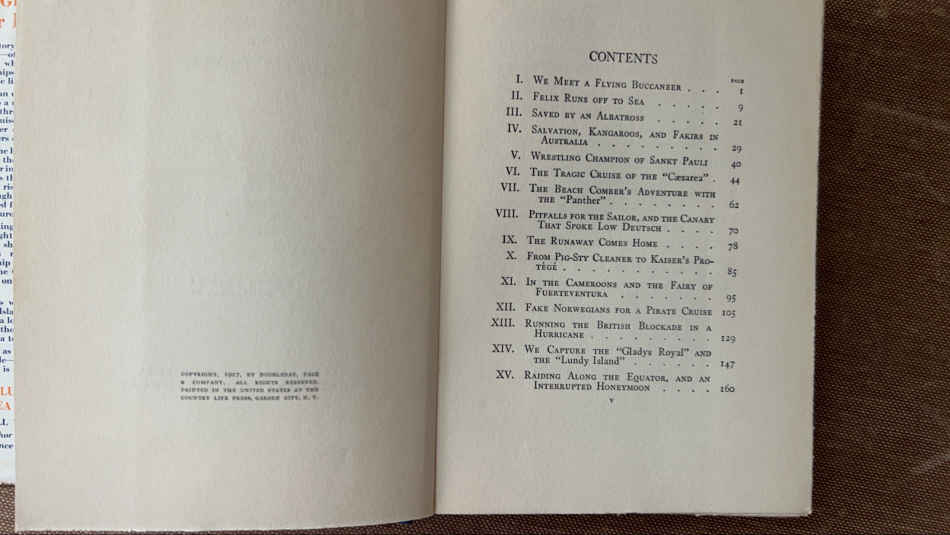 COPYRIGHT, 1927, BY DOUBLEDAY, PAGE
& COMPANY. ALL RIGHTS RESERVED.
PRINTED IN THE UNITED STATES AT THE
COUNTRY LIFE PRESS, GARDEN CITY, N. Y.
CONTENTS
PAGE
I. WE MEET A FLYING BUCCANEER . . . 1
II. FELIX RUNS OFF TO SEA . . . . . 9
III. SAVED BY AN ALBATROSS . . . . . 21
IV. SALVATION, KANGAROOS, AND FAKIRS IN
AUSTRALIA . . . . . . . . . 29
V. WRESTLING CHAMPION OF SANKT PAULI 40
VI. THE TRAGIC CRUISE OF THE "CÆSAREA" . 44
VII. THE BEACH COMBER'S ADVENTURE WITH
THE "PANTHER" . . . . . . . . 62
VIII. PITFALLS FOR THE SAILOR, AND THE CANARY
THAT SPOKE LOW DEUTSCH . . . . 70
IX. THE RUNAWAY COMES HOME . . . . 78
X. FROM PIG-STY CLEANER TO KAISER'S PRO-
TÉGÉ . . . . . . . . . . . 85
XI. IN THE CAMEROONS AND THE FAIRY OF
FUERTEVENTURA . . . . . . . 95
XII. FAKE NORWEGIANS FOR A PIRATE CRUISE 105
XIII. RUNNING THE BRITISH BLOCKADE IN A
HURRICANE . . . . . . . . . 129
XIV. WE CAPTURE THE "GLADYS ROYAL" AND
THE "LUNDY ISLAND" . . . . . . 147
XV. RAIDING ALONG THE EQUATOR, AND AN
INTERRUPTED HONEYMOON . . . . 160
v